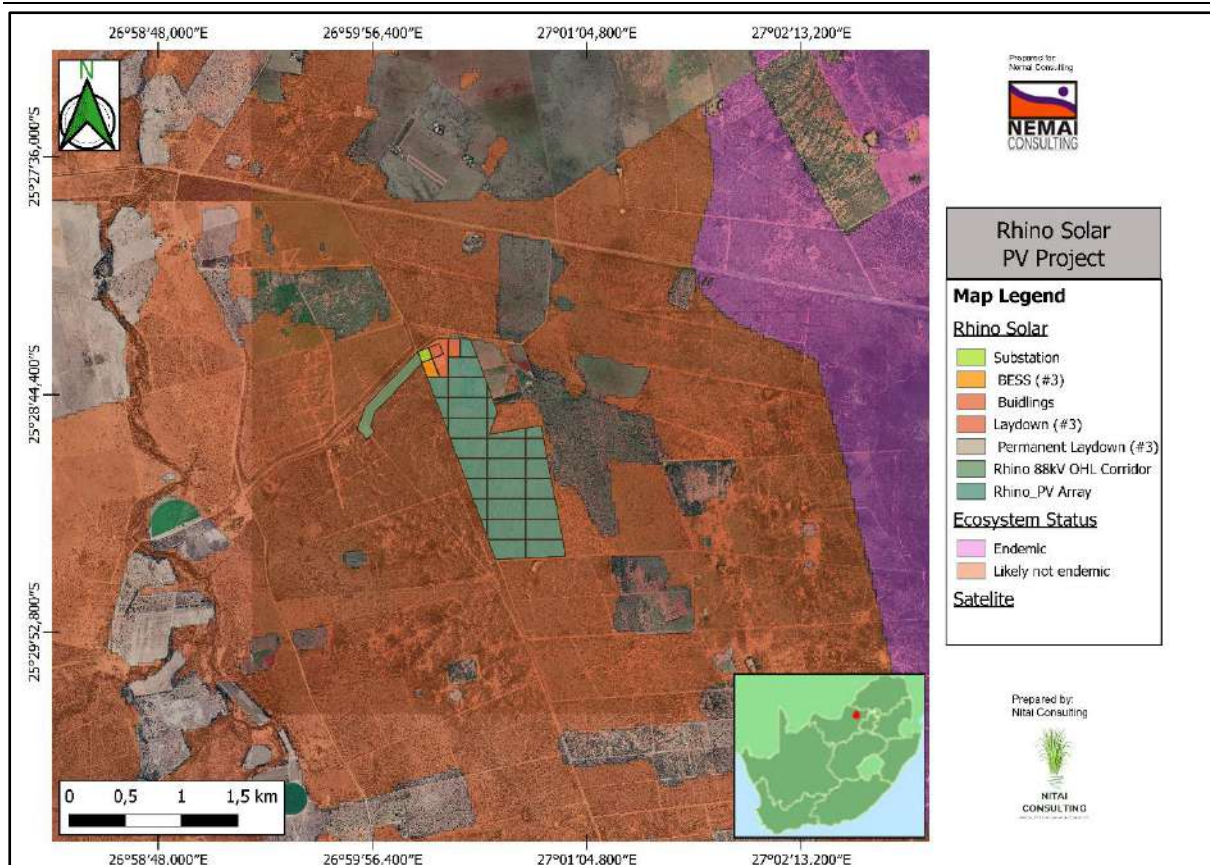 26°58'48,000"E 26°59'56,400"E 27°01'04,800"E 27°02'13,200"E
N
25°27'36,000"S
25°28'44,400"S
25°29'52,800"S
0 0,5 1 1,5 km
26°58'48,000"E 26°59'56,400"E 27°01'04,800"E 27°02'13,200"E
Prepared for
Nemai Consulting
NEMAI
CONSULTING
Rhino Solar
PV Project
Map Legend
Rhino Solar
Substation
BESS (#3)
Buidlings
Laydown (#3)
Permanent Laydown (#3)
Rhino 88kV OHL Corridor
Rhino_PV Array
Ecosystem Status
Endemic
Likely not endemic
Satelite
Prepared by:
Nitai Consulting
NITAI
CONSULTING